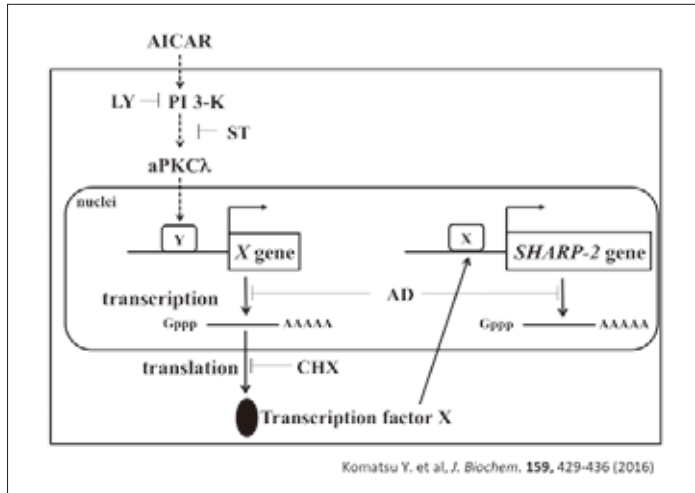 AICAR
LY PI 3-K
ST
aPKCλ
nuclei
Y
X gene
X
SHARP-2 gene
transcription
AD
Gppp AAAAA
Gppp AAAAA
translation
CHX
Transcription factor X
Komatsu Y. et al, J. Biochem. 159, 429-436 (2016)